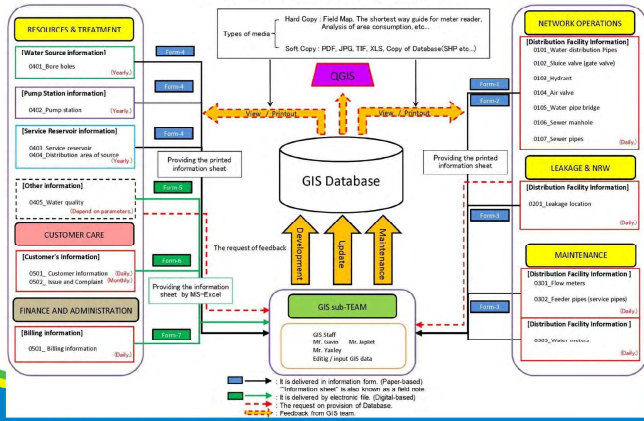 Types of media
Hard Copy : Field Map, The shortest way guide for meter reader,
Analysis of area consumption, etc...
Soft Copy : PDF, JPG, TIF, XLS, Copy of Database(SHP etc...)
RESOURCES & TREATMENT
[Water Source information]
0401_Bore holes
(Yearly.)
[Pump Station information]
0402_Pump station
(Yearly.)
[Service Reservoir information]
0403_Service reservoir
0404_Distribution area of source
(Yearly.)
[Other information]
0405_Water quality
(Depend on parameters.)
CUSTOMER CARE
[Customer's information]
0501_ Customer information (Daily.)
0502_ Issue and Complaint (Monthly.)
FINANCE AND ADMINISTRATION
[Billing information]
0501_ Billing information
(Daily.)
Form-4
Form-4
Form-4
Form-5
Form-6
Form-7
Providing the printed
information sheet
The request of feedback
Providing the information
sheet by MS-Excel
QGIS
View / Printout
View / Printout
GIS Database
Development
Update
Maintenance
GIS sub-TEAM
GIS Staff
Mr. Gavin Mr. Japhet
Mr. Yaxley
Editig / input GIS data
Form-1
Form-2
Form-3
Form-3
Providing the printed
information sheet
NETWORK OPERATIONS
[Distribution Facility Information]
0101_Water distribution Pipes
0102_Sluice valve (gate valve)
0103_Hydrant
0104_Air valve
0105_Water pipe bridge
0106_Sewer manhole
0107_Sewer pipes
(Daily.)
LEAKAGE & NRW
[Distribution Facility Information]
0201_Leakage location
(Daily.)
MAINTENANCE
[Distribution Facility Information]
0301_Flow meters
0302_Feeder pipes (service pipes)
(Daily.)
[Distribution Facility Information]
0303_Water meters
(Daily.)
: It is delivered in information form. (Paper-based)
"Information sheet" is also known as a field note.
: It is delivered by electronic file. (Digital-based)
: The request on provision of Database.
: Feedback from GIS team.